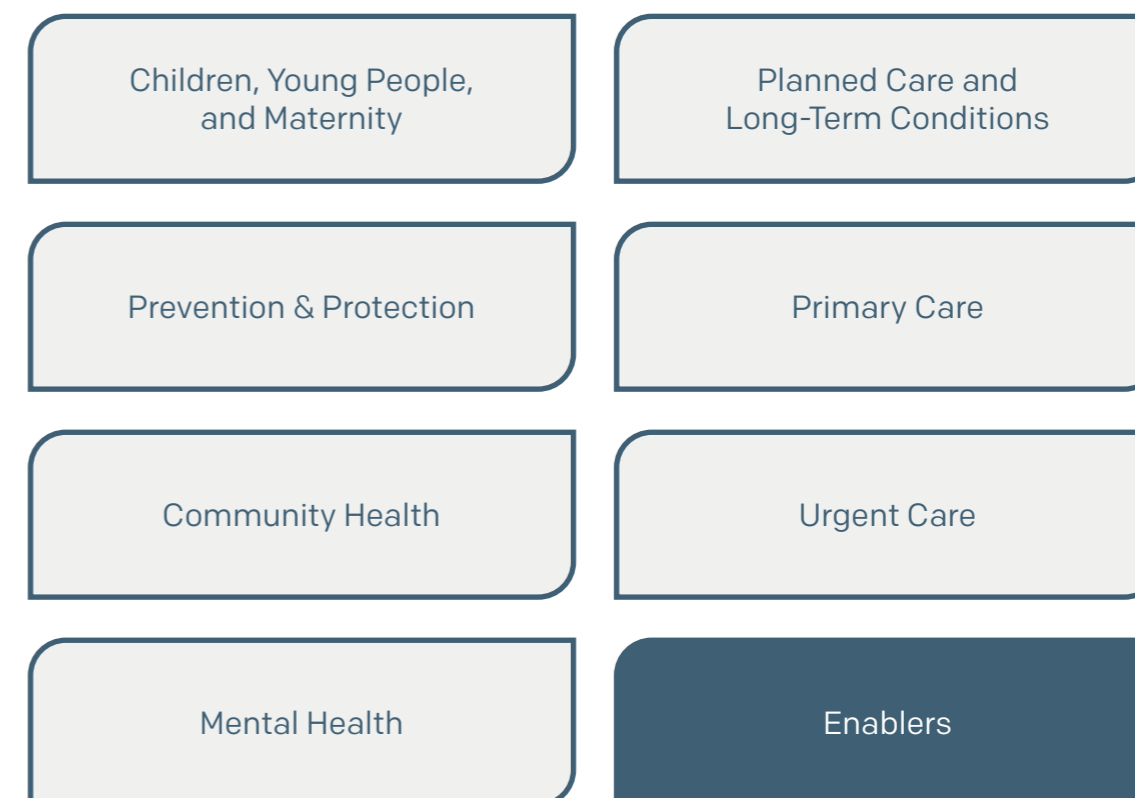 Children, Young People,
and Maternity
Planned Care and
Long-Term Conditions
Prevention & Protection
Primary Care
Community Health
Urgent Care
Mental Health
Enablers